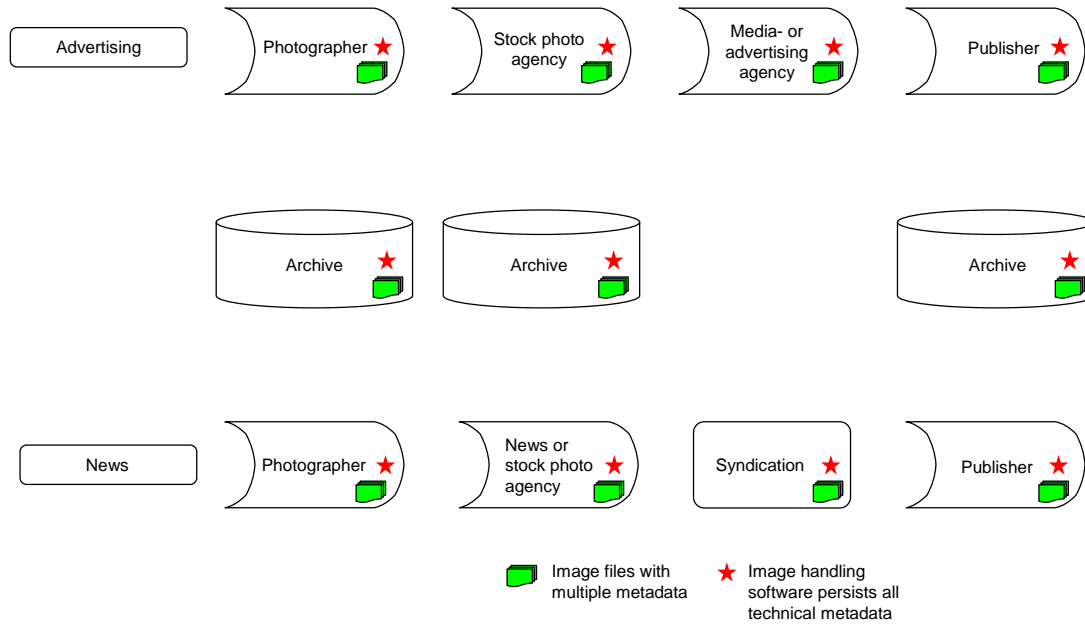 Advertising
Photographer
Stock photo
agency
Media- or
advertising
agency
Publisher
Archive
Archive
Archive
News
Photographer
News or
stock photo
agency
Syndication
Publisher
Image files with
multiple metadata
Image handling
software persists all
technical metadata